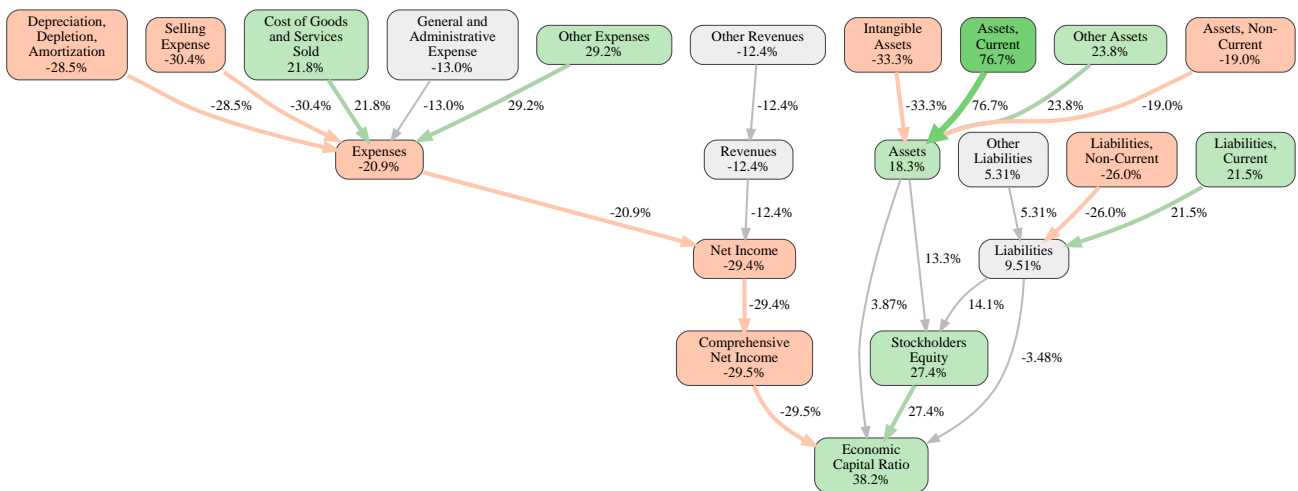 Depreciation,
Depletion,
Amortization
-28.5%
Selling
Expense
-30.4%
Cost of Goods
and Services
Sold
21.8%
General and
Administrative
Expense
-13.0%
Other Expenses
29.2%
Other Revenues
-12.4%
Intangible
Assets
-33.3%
Assets,
Current
76.7%
Other Assets
23.8%
Assets, Non-
Current
-19.0%
-28.5%
-30.4%
21.8%
-13.0%
29.2%
-12.4%
-33.3%
76.7%
23.8%
-19.0%
Expenses
-20.9%
Revenues
-12.4%
Assets
18.3%
Other
Liabilities
5.31%
Liabilities,
Non-Current
-26.0%
Liabilities,
Current
21.5%
-20.9%
-12.4%
5.31%
-26.0%
21.5%
Net Income
-29.4%
Liabilities
9.51%
13.3%
-29.4%
3.87%
14.1%
Comprehensive
Net Income
-29.5%
Stockholders
Equity
27.4%
-3.48%
-29.5%
27.4%
Economic
Capital Ratio
38.2%